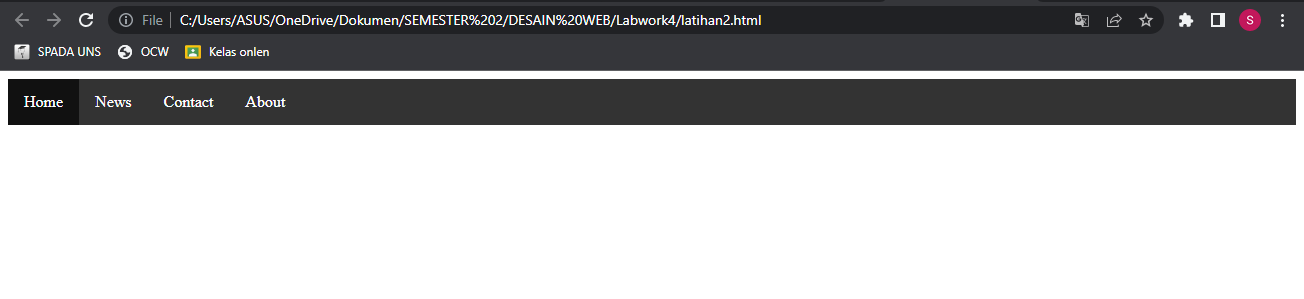 File C:/Users/ASUS/OneDrive/Dokumen/SEMESTER%202/DESAIN%20WEB/Labwork4/latihan2.html S
SPADA UNS OCW Kelas onlen
Home News Contact About